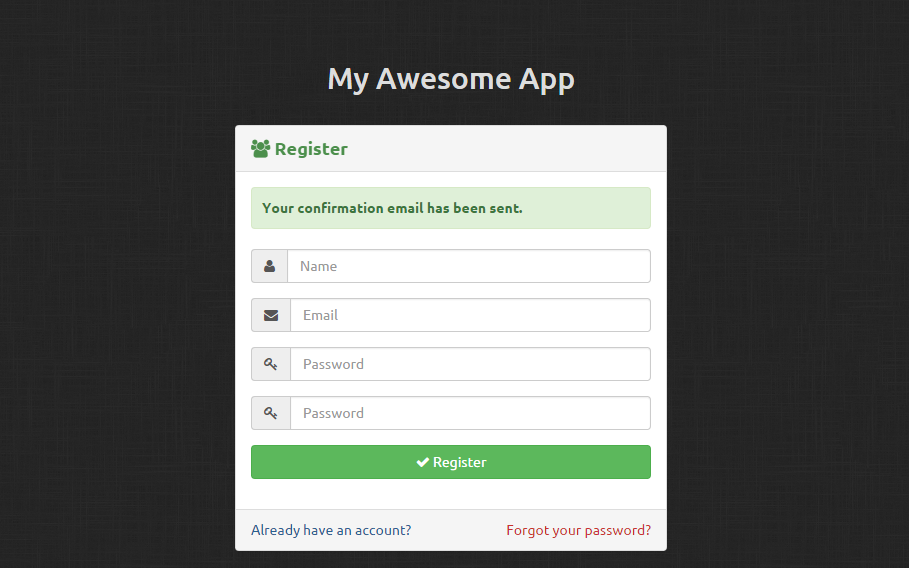 My Awesome App
Register
Your confirmation email has been sent.
Name
Email
Password
Password
Register
Already have an account? Forgot your password?